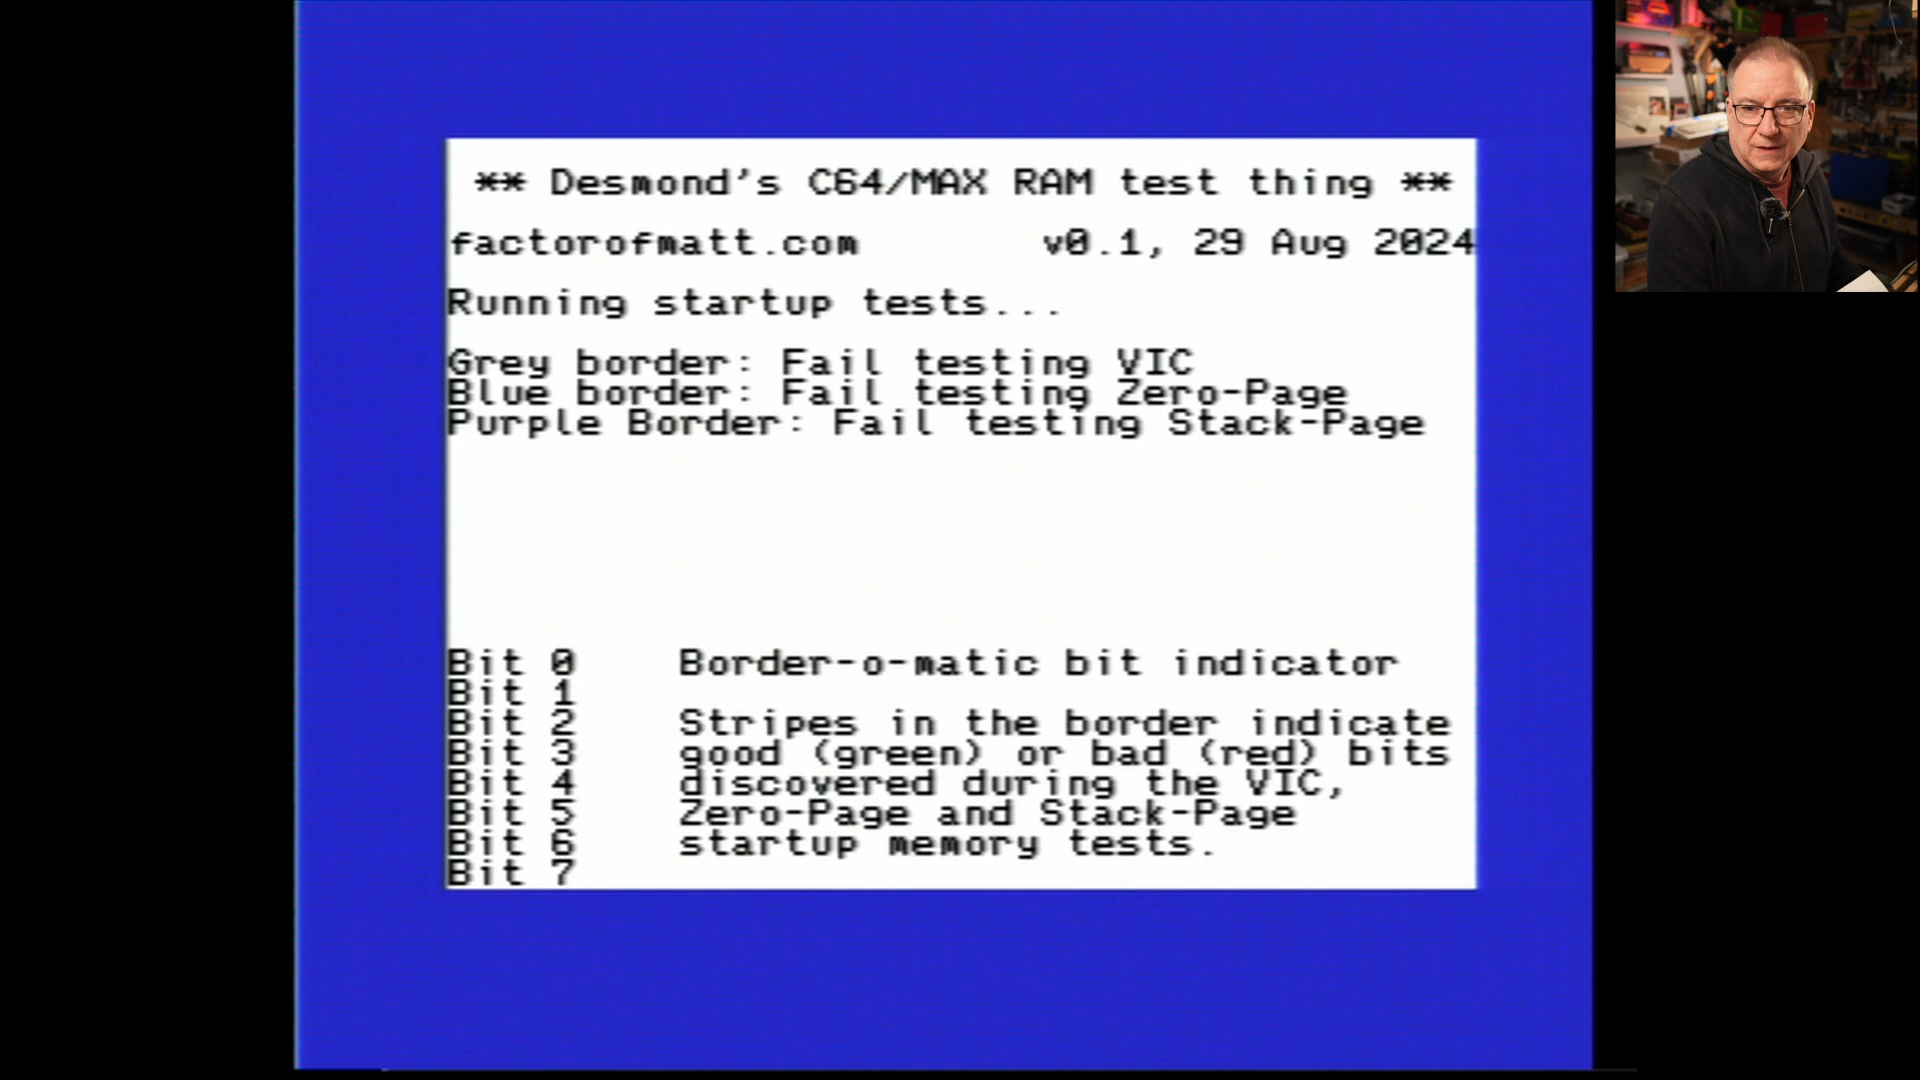 ** Desmond's C64/MAX RAM test thing **
factorofmatt.com v0.1, 29 Aug 2024
Running startup tests...
Grey border: Fail testing VIC
Blue border: Fail testing Zero-Page
Purple Border: Fail testing Stack-Page
Bit 0 Border-o-matic bit indicator
Bit 1
Bit 2 Stripes in the border indicate
Bit 3 good (green) or bad (red) bits
Bit 4 discovered during the VIC,
Bit 5 Zero-Page and Stack-Page
Bit 6 startup memory tests.
Bit 7